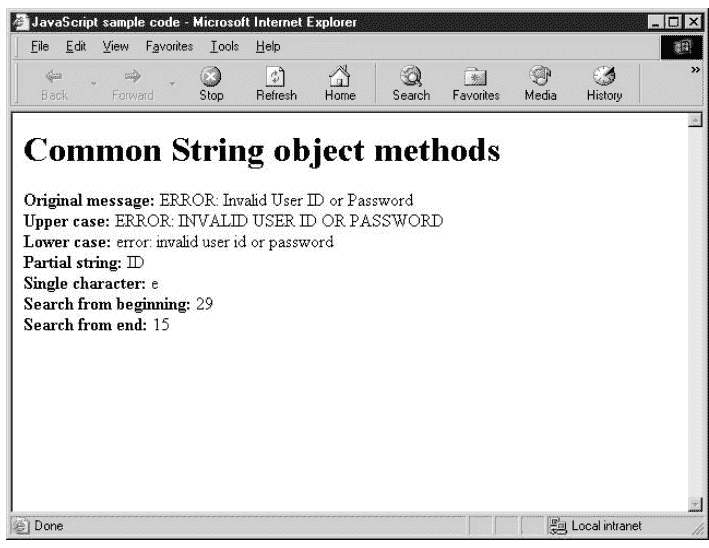 JavaScript sample code - Microsoft Internet Explorer
File Edit View Favorites Tools Help
Back Forward Stop Refresh Home Search Favorites Media History »
Common String object methods
Original message: ERROR: Invalid User ID or Password
Upper case: ERROR: INVALID USER ID OR PASSWORD
Lower case: error: invalid user id or password
Partial string: ID
Single character: e
Search from beginning: 29
Search from end: 15
Done Local intranet